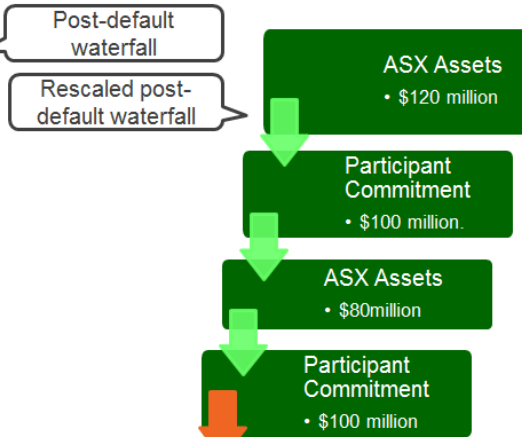 Post-default
waterfall
Rescaled post-
default waterfall
ASX Assets
• $120 million
Participant
Commitment
• $100 million.
ASX Assets
• $80million
Participant
Commitment
• $100 million